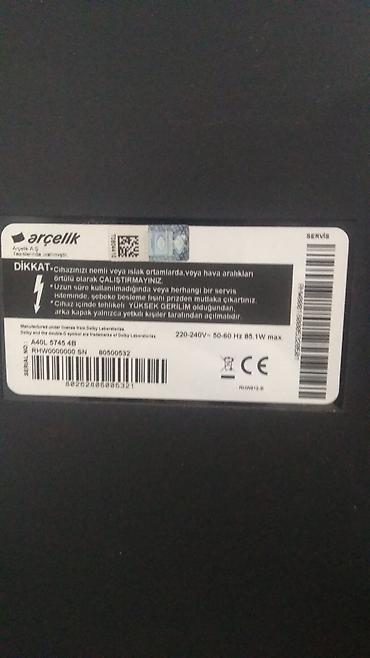 arçelik
Arçelik A.Ş.
Tesislerinde üretilmiştir.
SERVİS
DİKKAT
•Cihazınızı nemli veya ıslak ortamlarda,veya hava aralıkları
örtülü olarak ÇALIŞTIRMAYINIZ.
•Uzun süre kullanılmadığında veya herhangi bir servis
isteminde, şebeke besleme fişini prizden mutlaka çıkartınız.
•Cihaz içinde tehlikeli YÜKSEK GERİLİM olduğundan,
arka kapak yalnızca yetkili kişiler tarafından açılmalıdır.
Manufactured under license from Dolby Laboratories.
Dolby and the double-D symbol are trademarks of Dolby Laboratories.
220-240V~ 50-60 Hz 85.1W max.
SERIAL NO :
A40L 5745 4B
RHW0000000 SN 80500532
CE